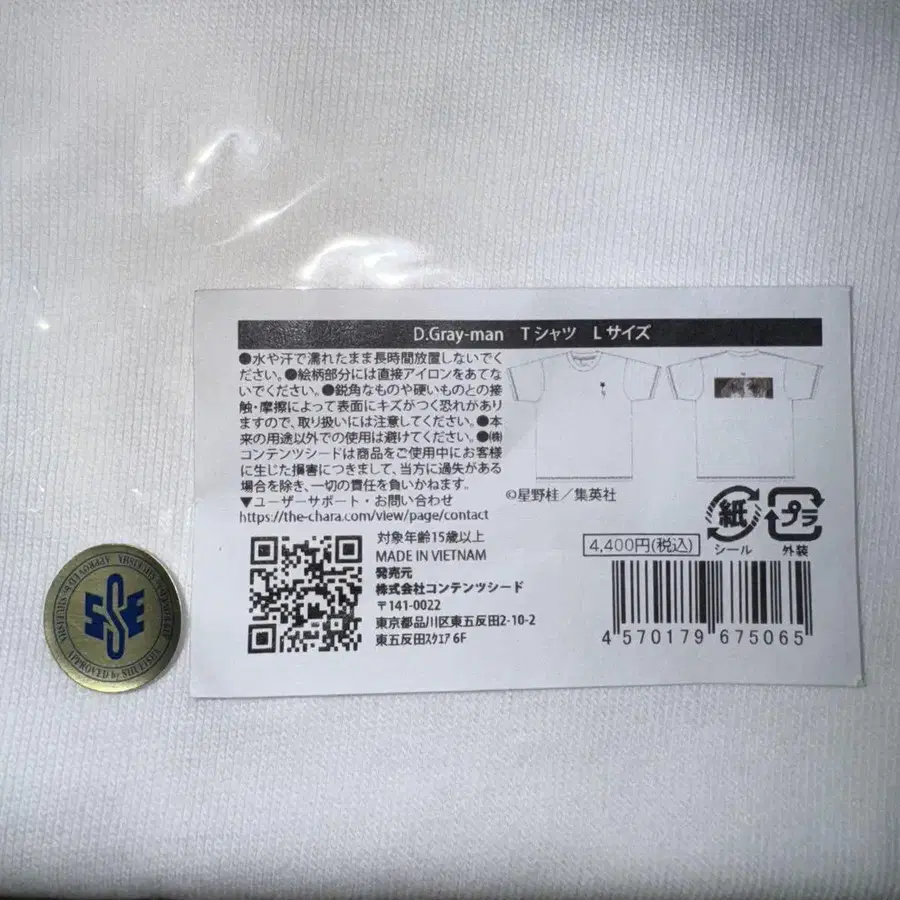 D.Gray-man Tシャツ Lサイズ
●水や汗で濡れたまま長時間放置しないでく
ださい。●絵柄部分には直接アイロンをあてな
いでください。●鋭角なものや硬いものとの接
触・摩擦によって表面にキズがつく恐れがあり
ますので、取り扱いには注意してください。●本
来の用途以外での使用は避けてください。●㈱
コンテンツシードは商品をご使用中にお客様
に生じた損害につきまして、当方に過失がある
場合を除き、一切の責任を負いかねます。
▼ユーザーサポート・お問い合わせ
https://the-chara.com/view/page/contact
©星野桂／集英社
対象年齢15歳以上
MADE IN VIETNAM
発売元
株式会社コンテンツシード
〒141-0022
東京都品川区東五反田2-10-2
東五反田ｽｸｴｱ 6F
4,400円(税込)
紙
シール
プラ
外装
4 570179 675065
SE
APPROVED by SHUEISHA